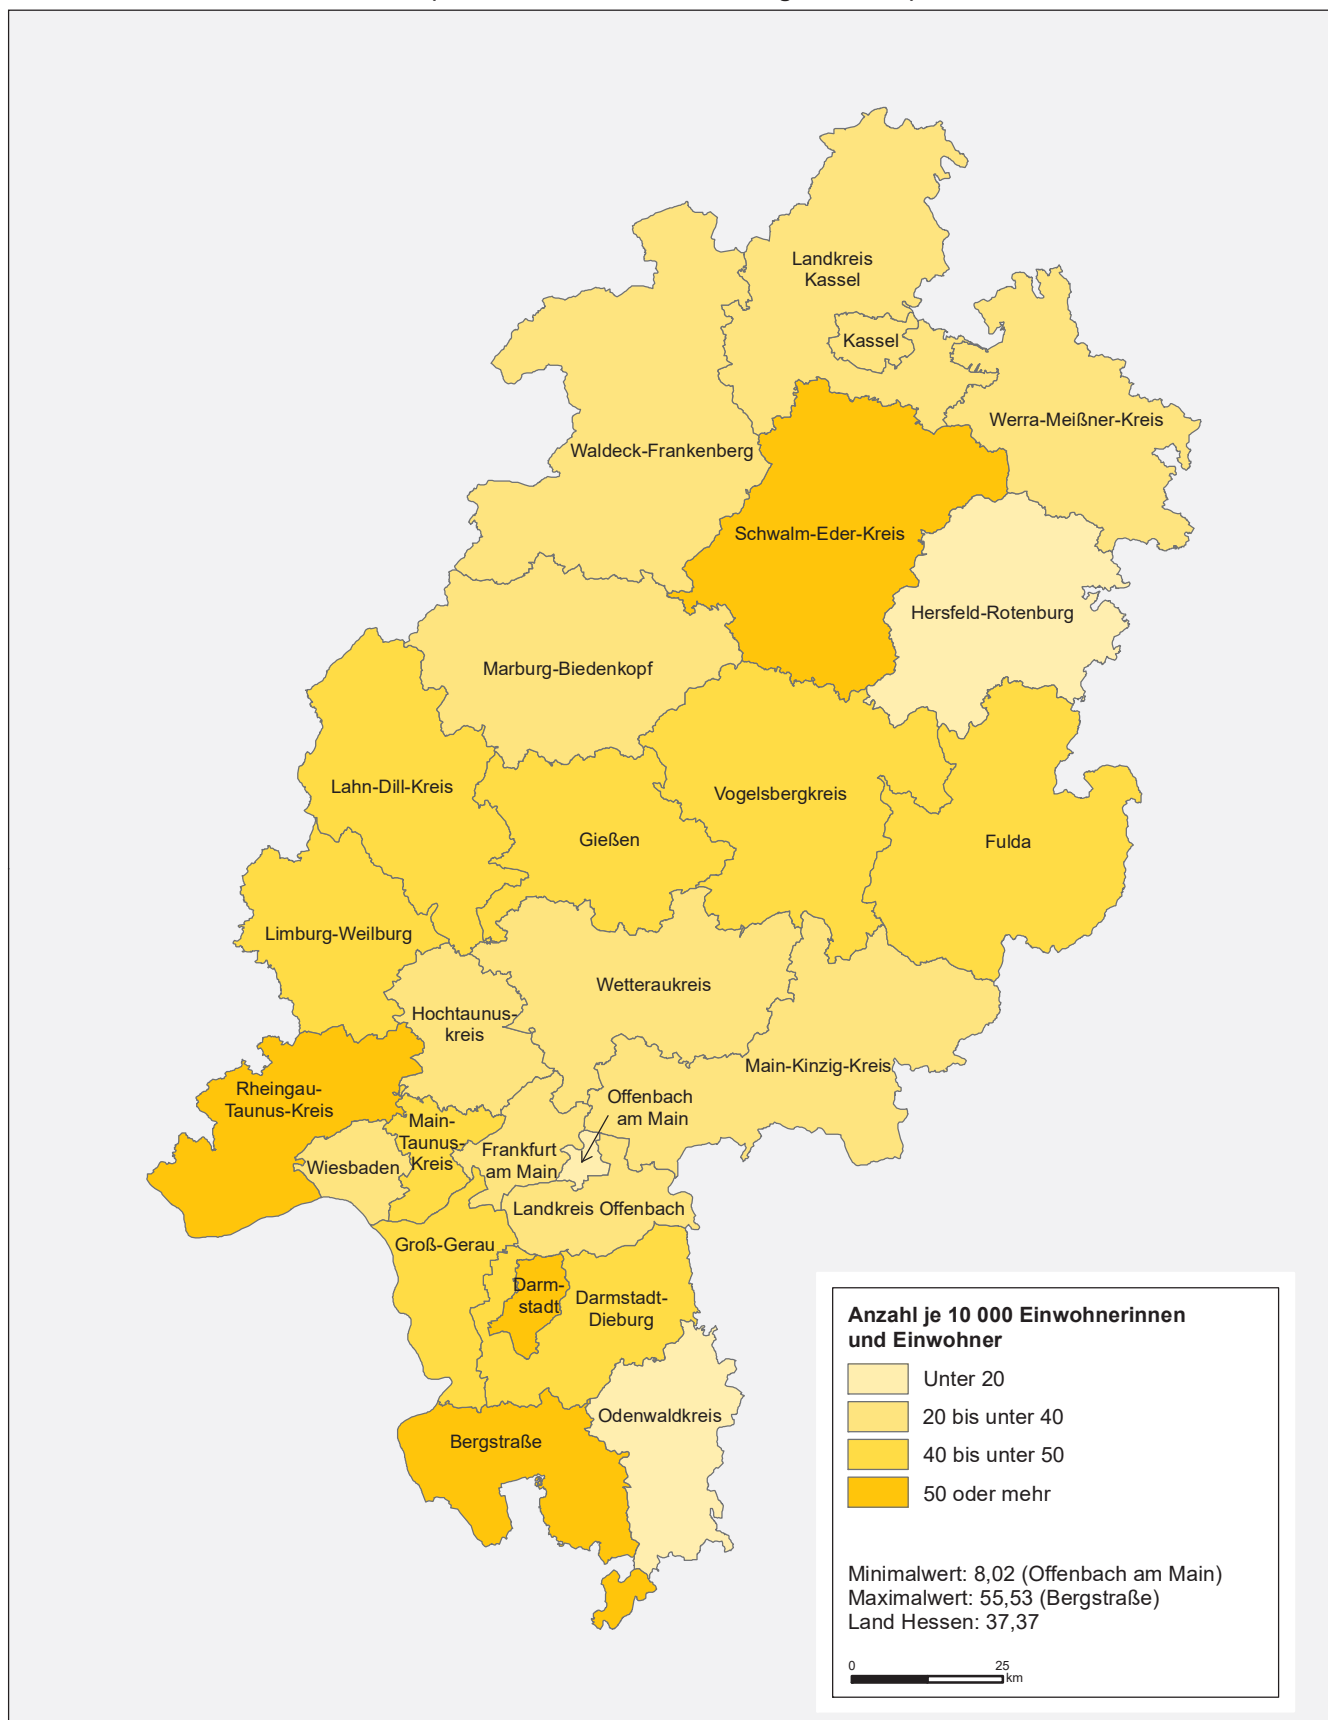 Landkreis
Kassel
Kassel
Werra-Meißner-Kreis
Waldeck-Frankenberg
Schwalm-Eder-Kreis
Hersfeld-Rotenburg
Marburg-Biedenkopf
Lahn-Dill-Kreis
Vogelsbergkreis
Gießen
Fulda
Limburg-Weilburg
Wetteraukreis
Hochtaunus-
kreis
Main-Kinzig-Kreis
Rheingau-
Taunus-Kreis
Offenbach
am Main
Main-
Taunus-
Kreis
Frankfurt
am Main
Wiesbaden
Landkreis Offenbach
Groß-Gerau
Darm-
stadt
Darmstadt-
Dieburg
Odenwaldkreis
Bergstraße
Anzahl je 10 000 Einwohnerinnen
und Einwohner
Unter 20
20 bis unter 40
40 bis unter 50
50 oder mehr
Minimalwert: 8,02 (Offenbach am Main)
Maximalwert: 55,53 (Bergstraße)
Land Hessen: 37,37
0 25
km